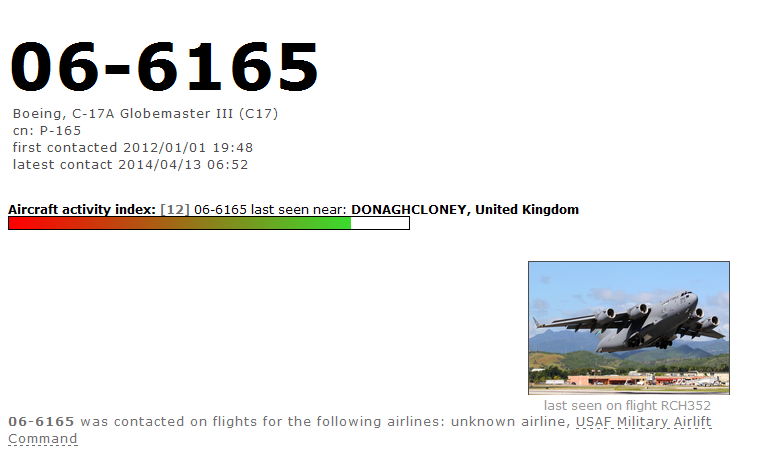 06-6165
Boeing, C-17A Globemaster III (C17)
cn: P-165
first contacted 2012/01/01 19:48
latest contact 2014/04/13 06:52
Aircraft activity index: [12] 06-6165 last seen near: DONAGHCLONEY, United Kingdom
last seen on flight RCH352
06-6165 was contacted on flights for the following airlines: unknown airline, USAF Military Airlift
Command